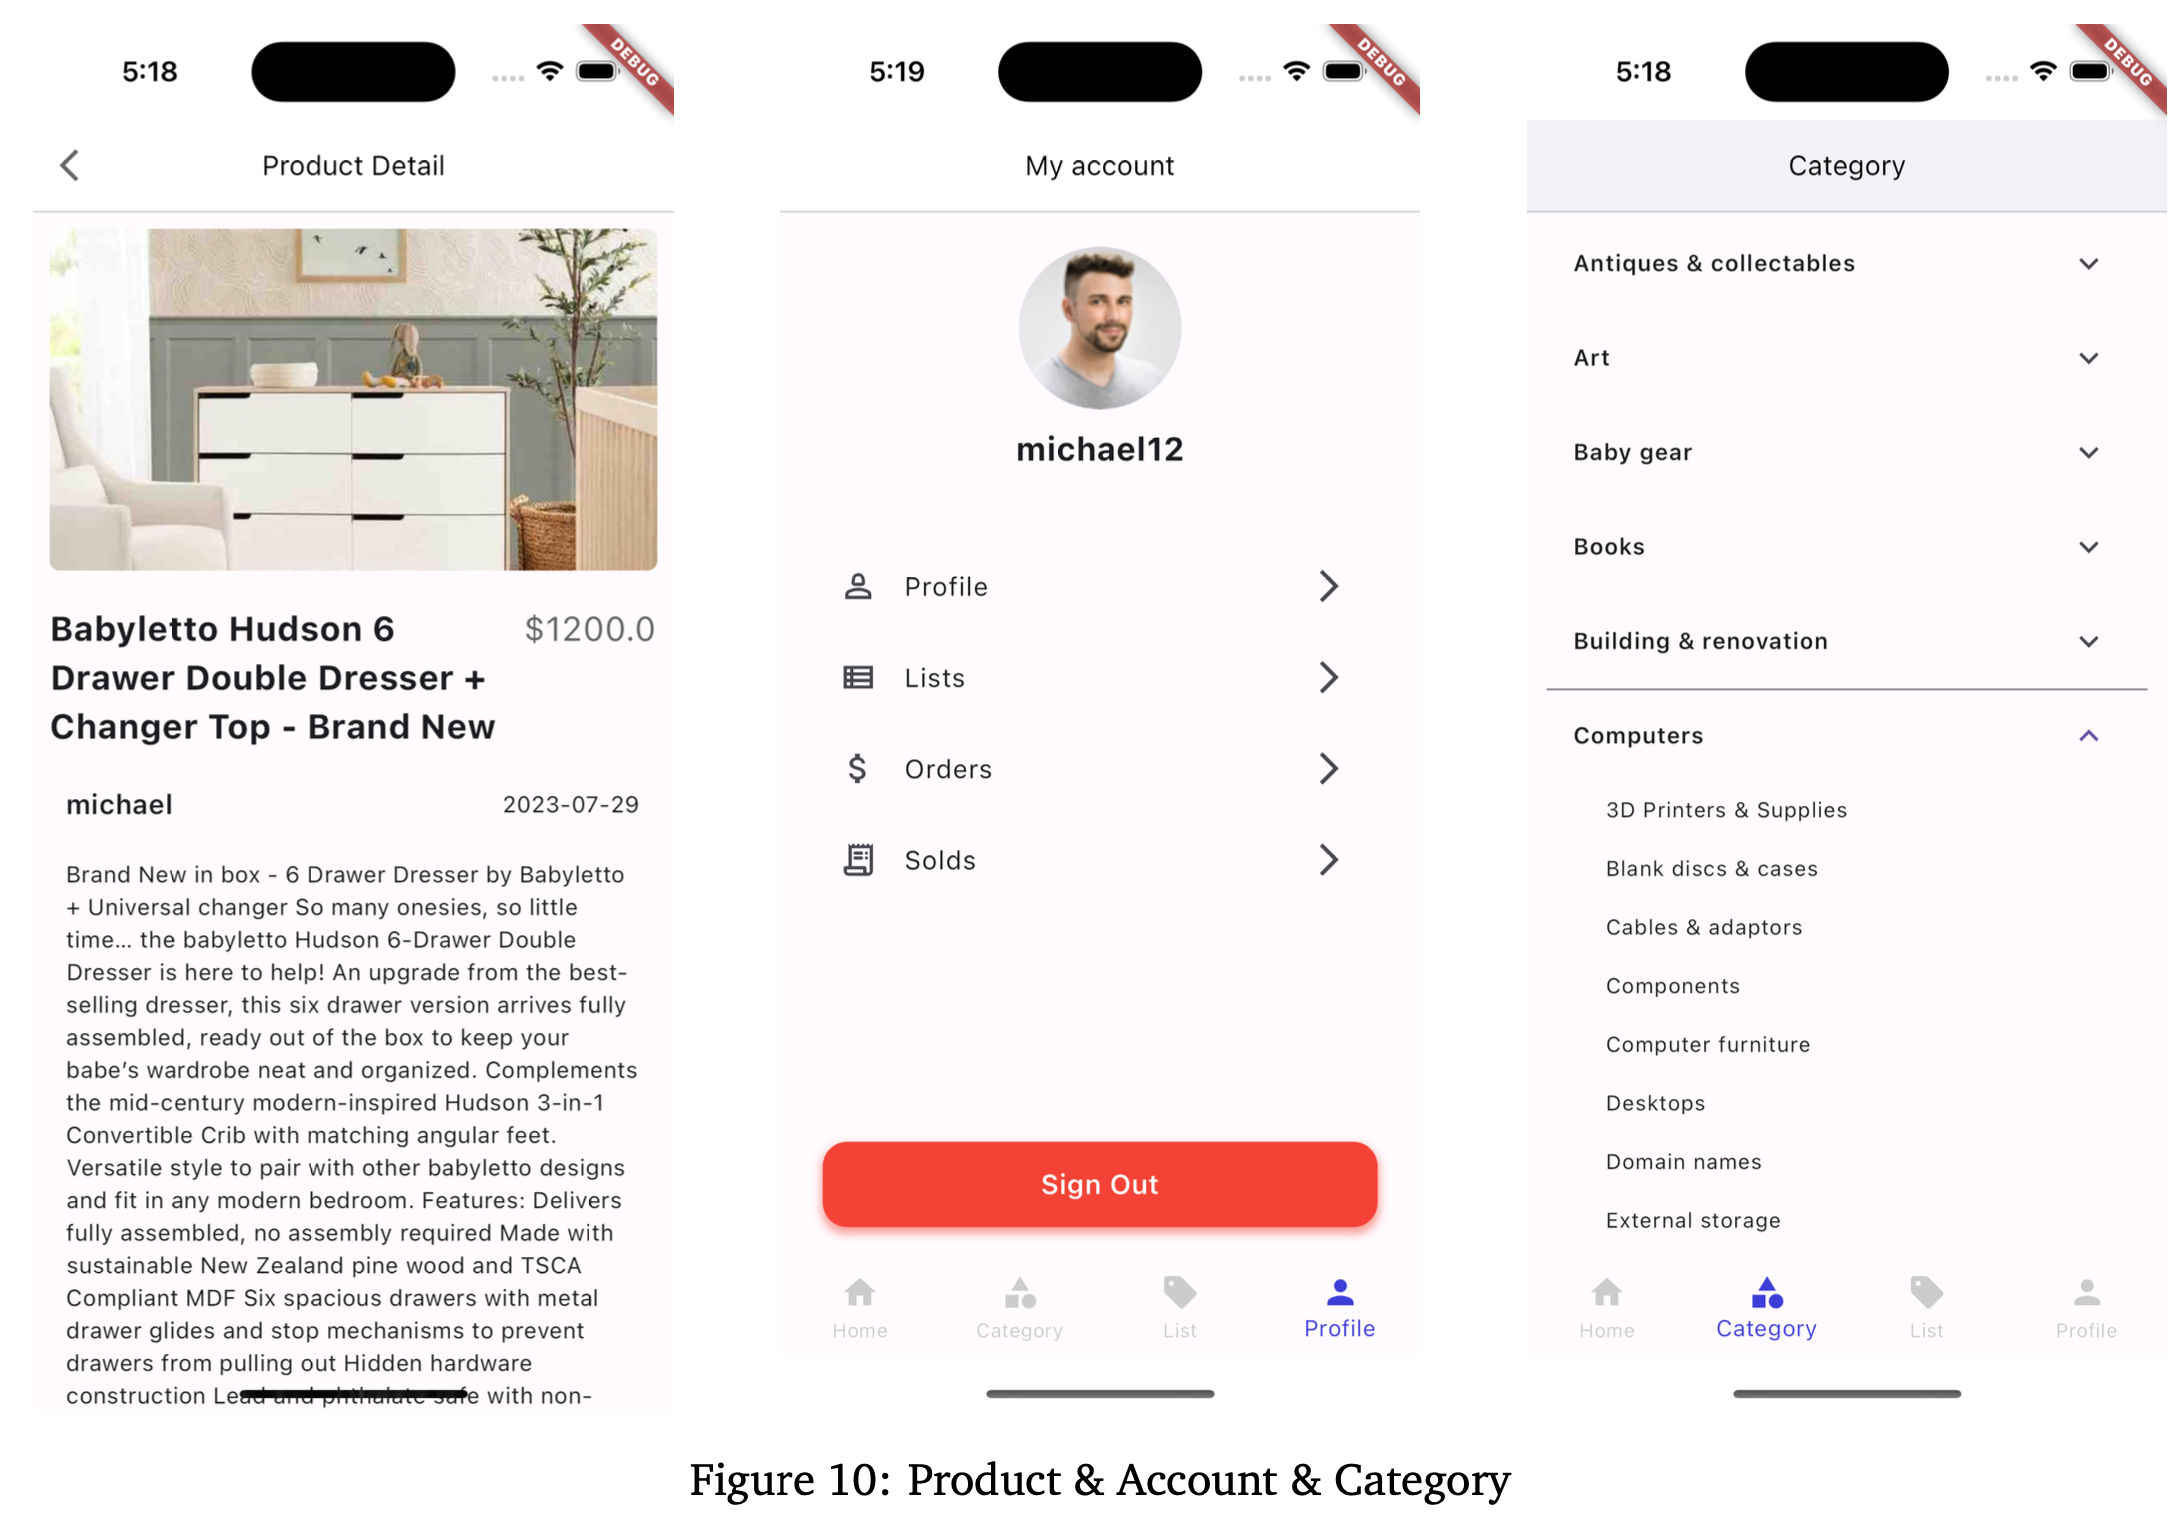 5:18
DEBUG
Product Detail
Babyletto Hudson 6
$1200.0
Drawer Double Dresser +
Changer Top - Brand New
michael
2023-07-29
Brand New in box - 6 Drawer Dresser by Babyletto
+ Universal changer So many onesies, so little
time... the babyletto Hudson 6-Drawer Double
Dresser is here to help! An upgrade from the best-
selling dresser, this six drawer version arrives fully
assembled, ready out of the box to keep your
babe's wardrobe neat and organized. Complements
the mid-century modern-inspired Hudson 3-in-1
Convertible Crib with matching angular feet.
Versatile style to pair with other babyletto designs
and fit in any modern bedroom. Features: Delivers
fully assembled, no assembly required Made with
sustainable New Zealand pine wood and TSCA
Compliant MDF Six spacious drawers with metal
drawer glides and stop mechanisms to prevent
drawers from pulling out Hidden hardware
construction Lead and phthalate safe with non-
5:19
DEBUG
My account
michael12
Profile
Lists
Orders
Solds
Sign Out
Home
Category
List
Profile
5:18
DEBUG
Category
Antiques & collectables
Art
Baby gear
Books
Building & renovation
Computers
3D Printers & Supplies
Blank discs & cases
Cables & adaptors
Components
Computer furniture
Desktops
Domain names
External storage
Home
Category
List
Profile
Figure 10: Product & Account & Category